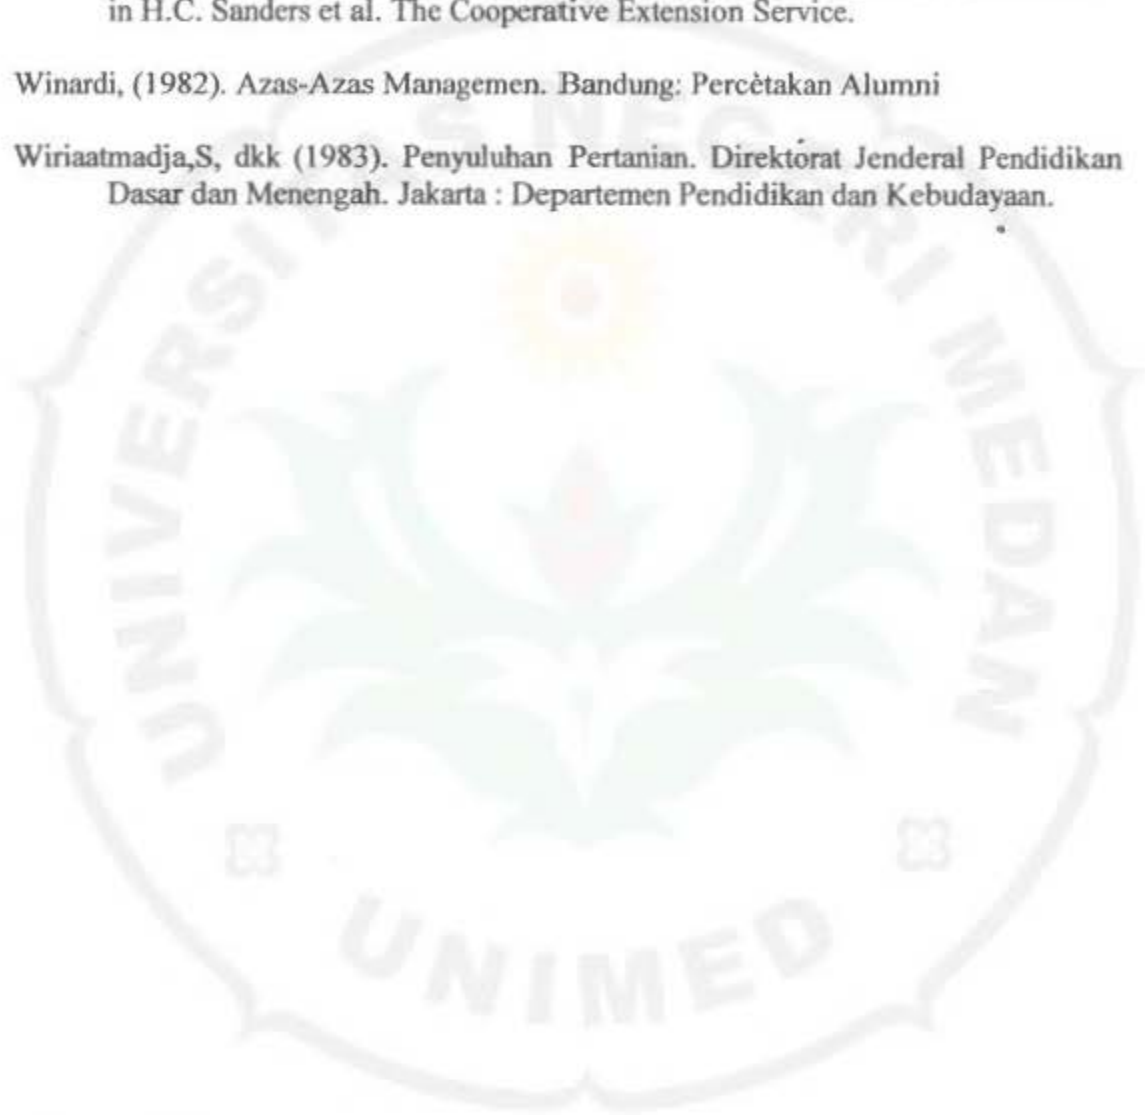 in H.C. Sanders et al. The Cooperative Extension Service.
Winardi, (1982). Azas-Azas Managemen. Bandung: Percetakan Alumni
Wiriaatmadja,S, dkk (1983). Penyuluhan Pertanian. Direktorat Jenderal Pendidikan
Dasar dan Menengah. Jakarta : Departemen Pendidikan dan Kebudayaan.
UNIVERSITAS NEGERI MEDAN
UNIMED